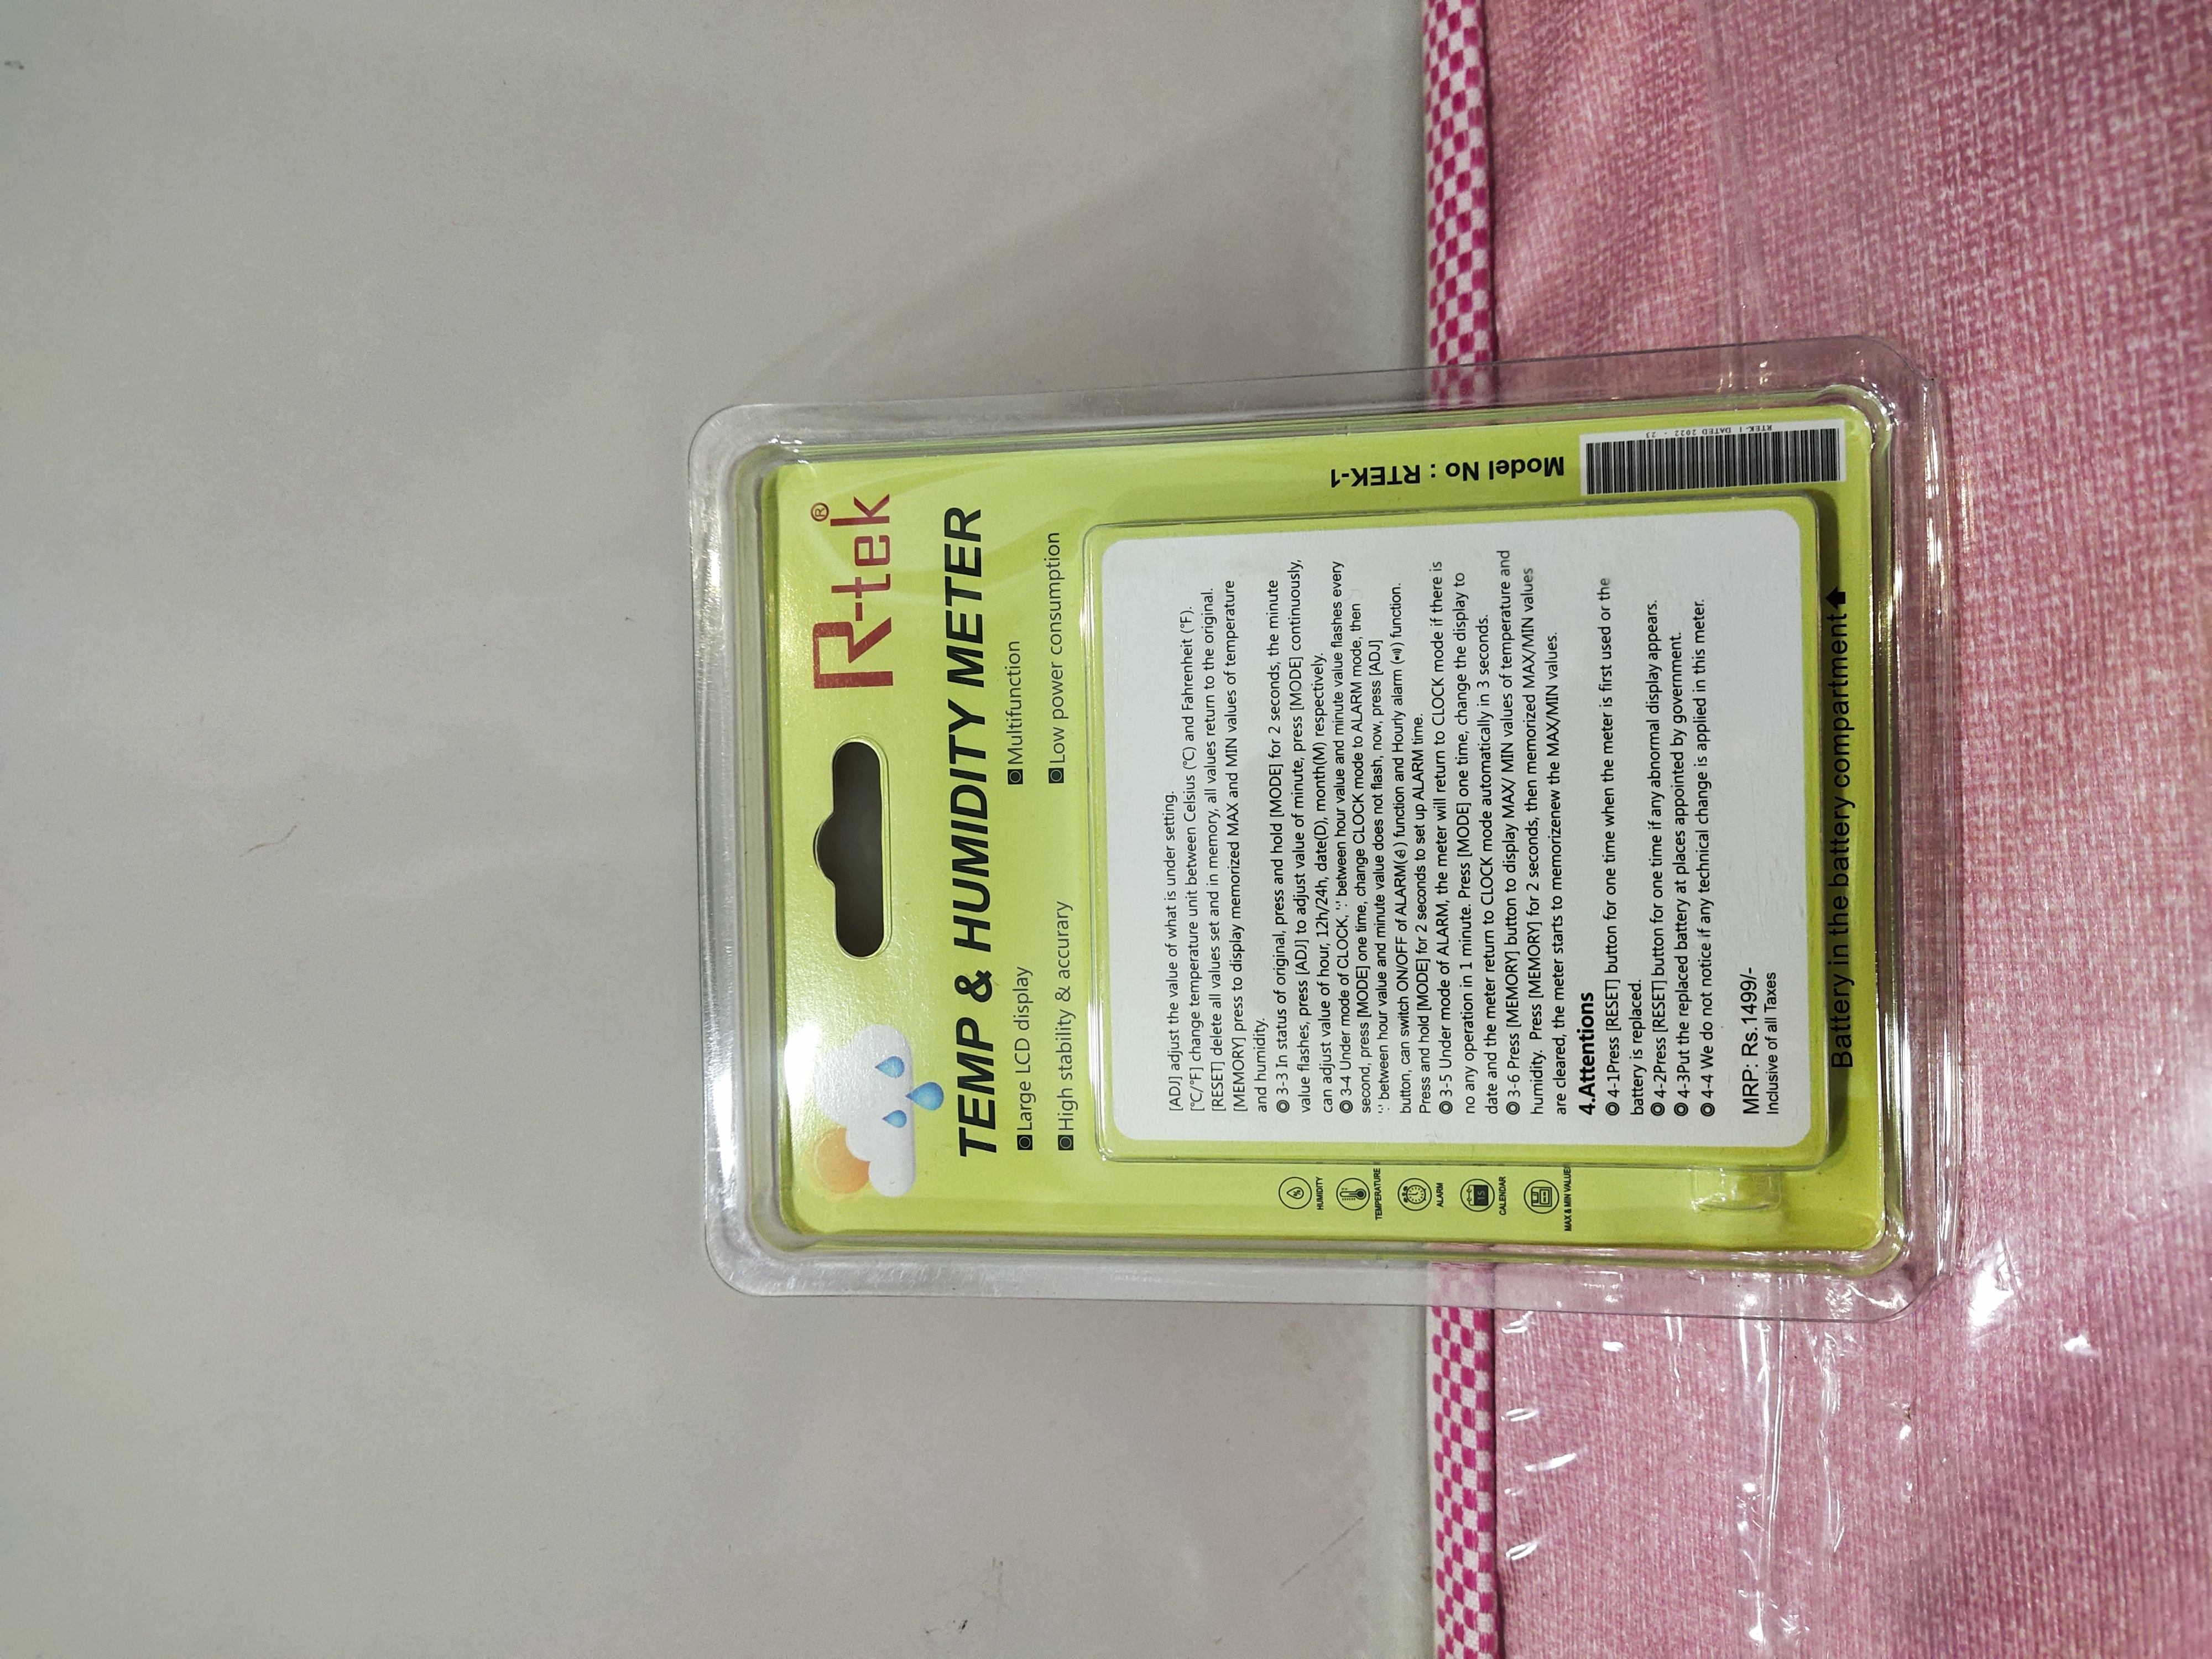 R-tek®
TEMP & HUMIDITY METER
Large LCD display
Multifunction
High stability & accurary
Low power consumption
[ADJ] adjust the value of what is under setting.
[°C/°F] change temperature unit between Celsius (°C) and Fahrenheit (°F).
[RESET] delete all values set and in memory, all values return to the original.
[MEMORY] press to display memorized MAX and MIN values of temperature
and humidity.
3-3 In status of original, press and hold [MODE] for 2 seconds, the minute
value flashes, press [ADJ] to adjust value of minute, press [MODE] continuously,
can adjust value of hour, 12h/24h, date(D), month(M) respectively.
3-4 Under mode of CLOCK, ':' between hour value and minute value flashes every
second, press [MODE] one time, change CLOCK mode to ALARM mode, then
':' between hour value and minute value does not flash, now, press [ADJ]
button, can switch ON/OFF of ALARM() function and Hourly alarm () function.
Press and hold [MODE] for 2 seconds to set up ALARM time.
3-5 Under mode of ALARM, the meter will return to CLOCK mode if there is
no any operation in 1 minute. Press [MODE] one time, change the display to
date and the meter return to CLOCK mode automatically in 3 seconds.
3-6 Press [MEMORY] button to display MAX/ MIN values of temperature and
humidity. Press [MEMORY] for 2 seconds, then memorized MAX/MIN values
are cleared, the meter starts to memorizenew the MAX/MIN values.
4.Attentions
4-1Press [RESET] button for one time when the meter is first used or the
battery is replaced.
4-2Press [RESET] button for one time if any abnormal display appears.
4-3Put the replaced battery at places appointed by government.
4-4 We do not notice if any technical change is applied in this meter.
MRP: Rs.1499/-
Inclusive of all Taxes
Battery in the battery compartment
HUMIDITY
TEMPERATURE
ALARM
15
CALENDAR
MAX & MIN VALUE
Model No : RTEK-1
RTEK-1 DATED 2022 - 23